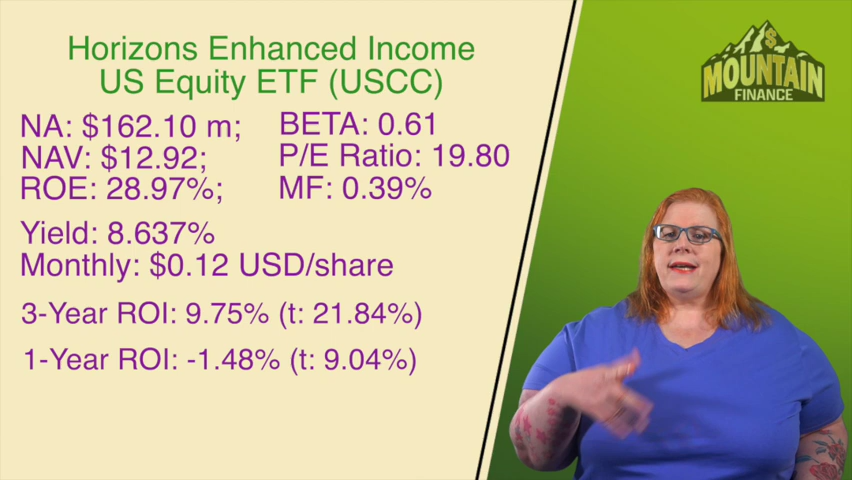 Horizons Enhanced Income
US Equity ETF (USCC)
NA: $162.10 m;
NAV: $12.92;
ROE: 28.97%;
BETA: 0.61
P/E Ratio: 19.80
MF: 0.39%
Yield: 8.637%
Monthly: $0.12 USD/share
3-Year ROI: 9.75% (t: 21.84%)
1-Year ROI: -1.48% (t: 9.04%)
$
MOUNTAIN
FINANCE